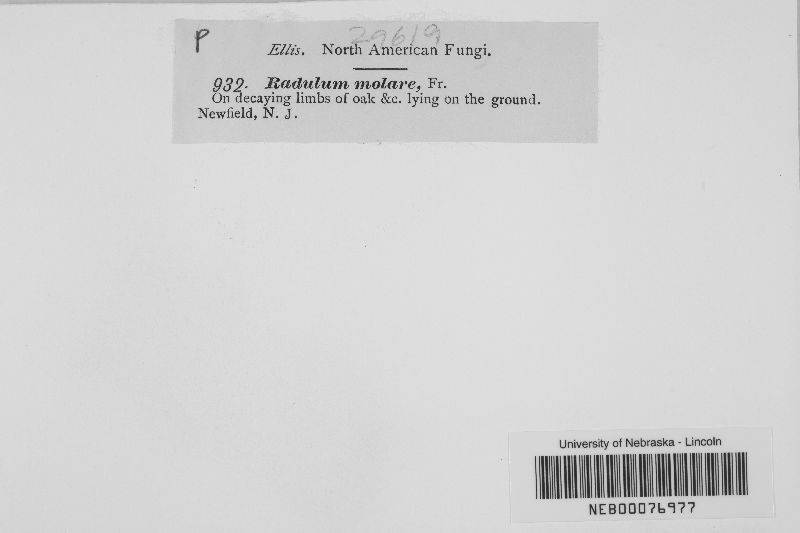 P
29619
Ellis. North American Fungi.
932. Radulum molare, Fr.
On decaying limbs of oak &c. lying on the ground.
Newfield, N. J.
University of Nebraska - Lincoln
NEB00076977